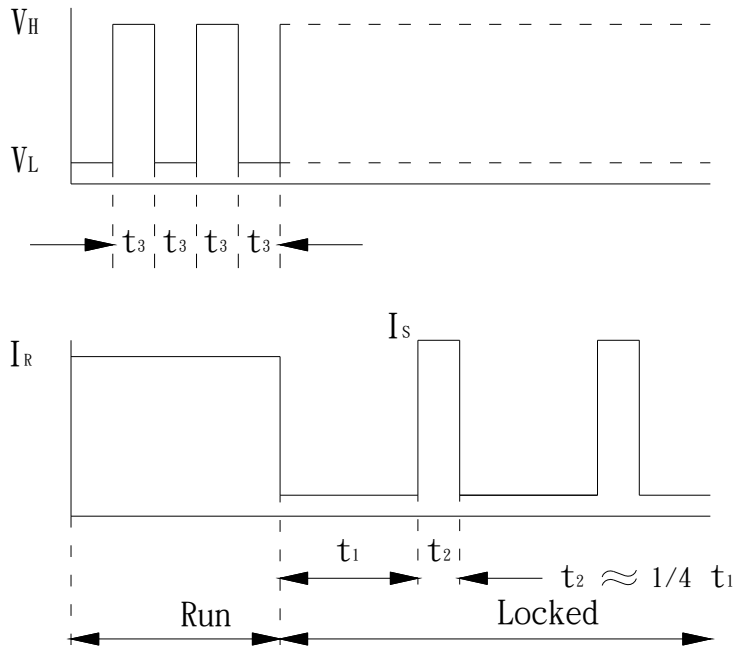 VH
VL
t3 t3 t3 t3
IS
IR
t1 t2 t2 ≈ 1/4 t1
Run Locked